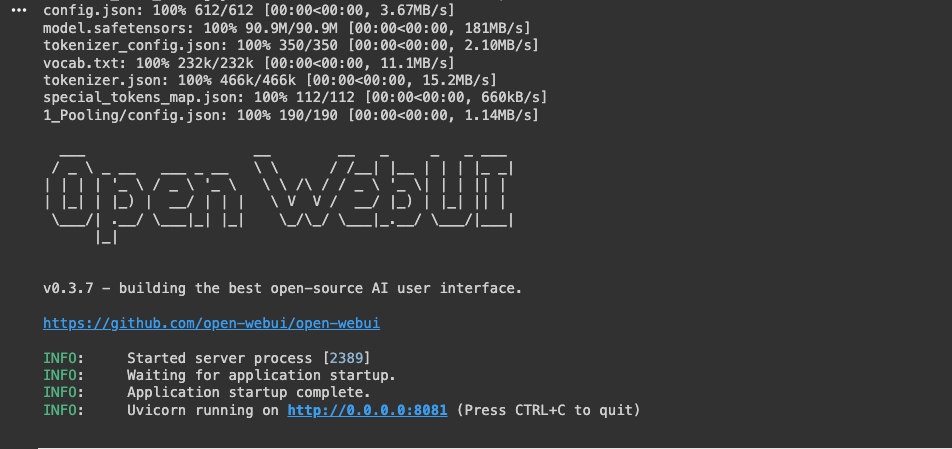 config.json: 100% 612/612 [00:00<00:00, 3.67MB/s]
model.safetensors: 100% 90.9M/90.9M [00:00<00:00, 181MB/s]
tokenizer_config.json: 100% 350/350 [00:00<00:00, 2.10MB/s]
vocab.txt: 100% 232k/232k [00:00<00:00, 11.1MB/s]
tokenizer.json: 100% 466k/466k [00:00<00:00, 15.2MB/s]
special_tokens_map.json: 100% 112/112 [00:00<00:00, 660kB/s]
1_Pooling/config.json: 100% 190/190 [00:00<00:00, 1.14MB/s]
Open WebUI
v0.3.7 - building the best open-source AI user interface.
https://github.com/open-webui/open-webui
INFO: Started server process [2389]
INFO: Waiting for application startup.
INFO: Application startup complete.
INFO: Uvicorn running on http://0.0.0.0:8081 (Press CTRL+C to quit)